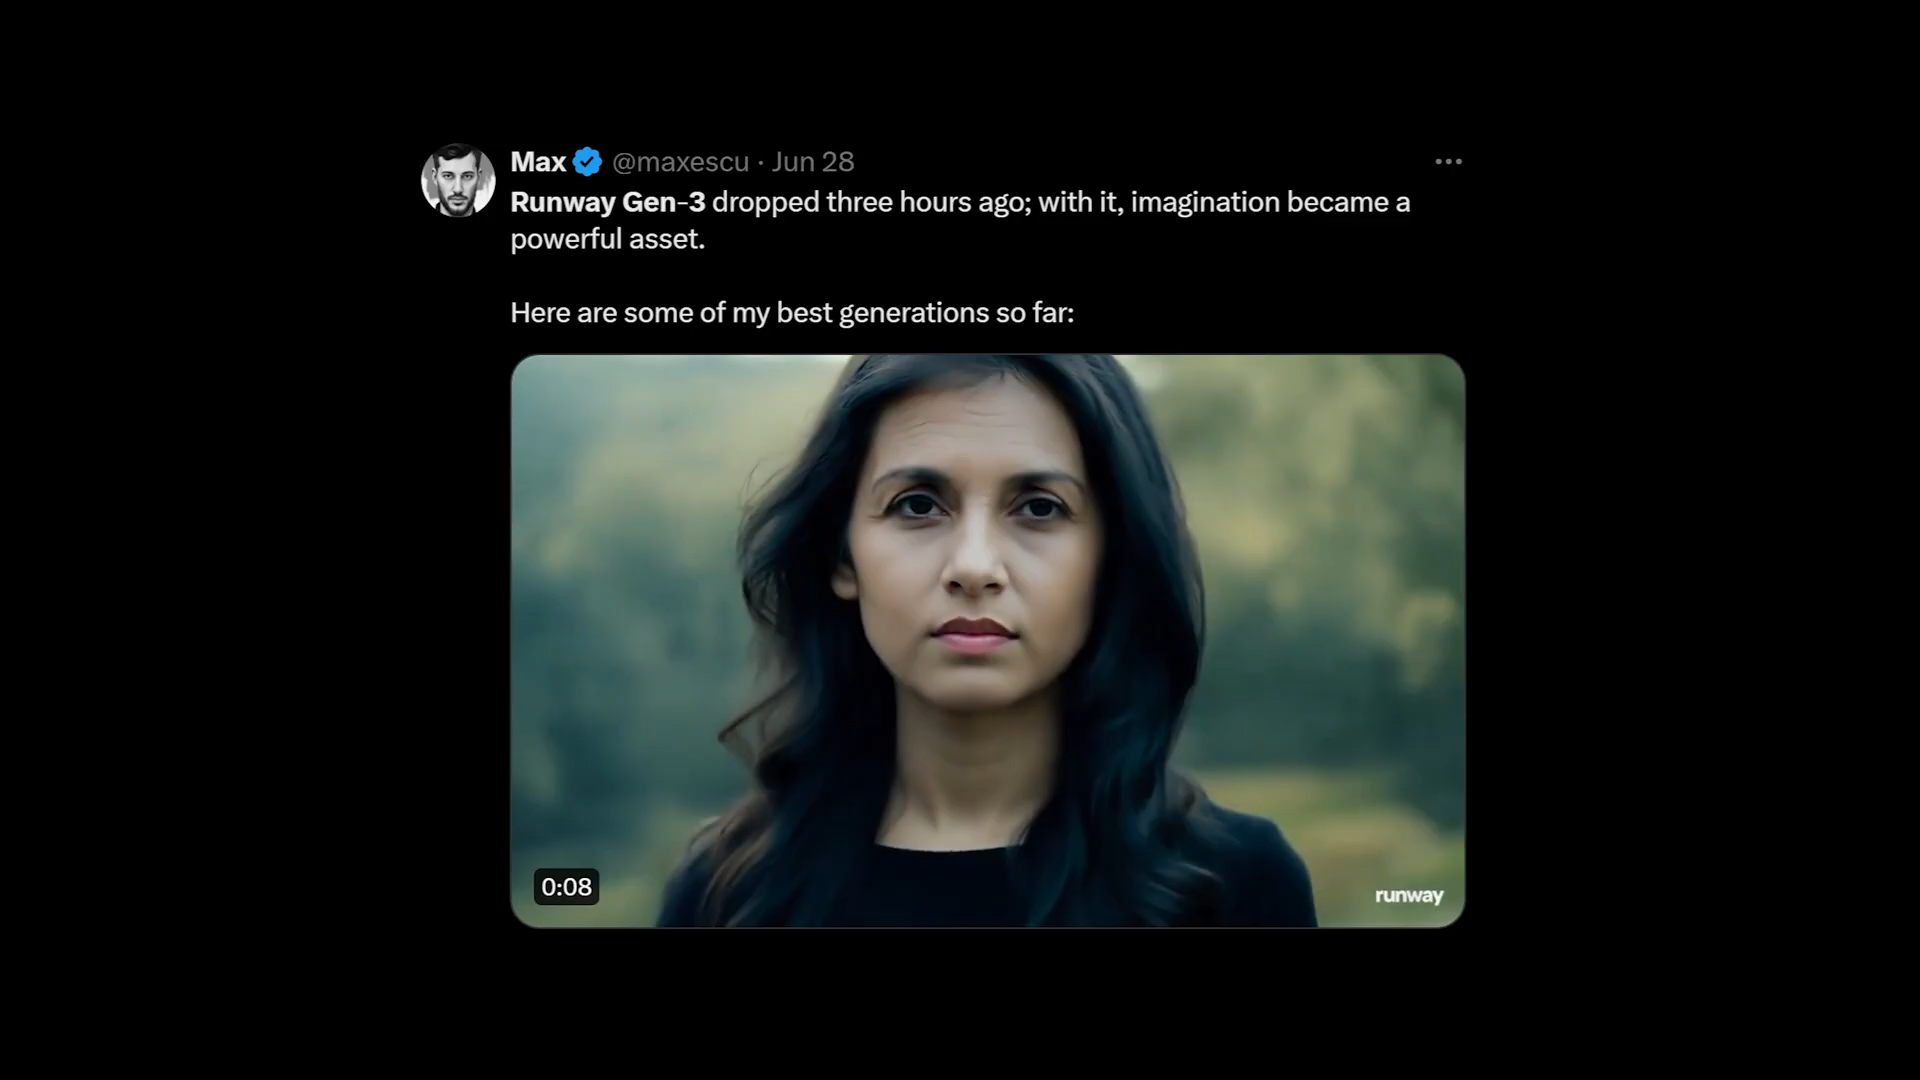 Max @maxescu · Jun 28
Runway Gen-3 dropped three hours ago; with it, imagination became a
powerful asset.
Here are some of my best generations so far:
0:08
runway